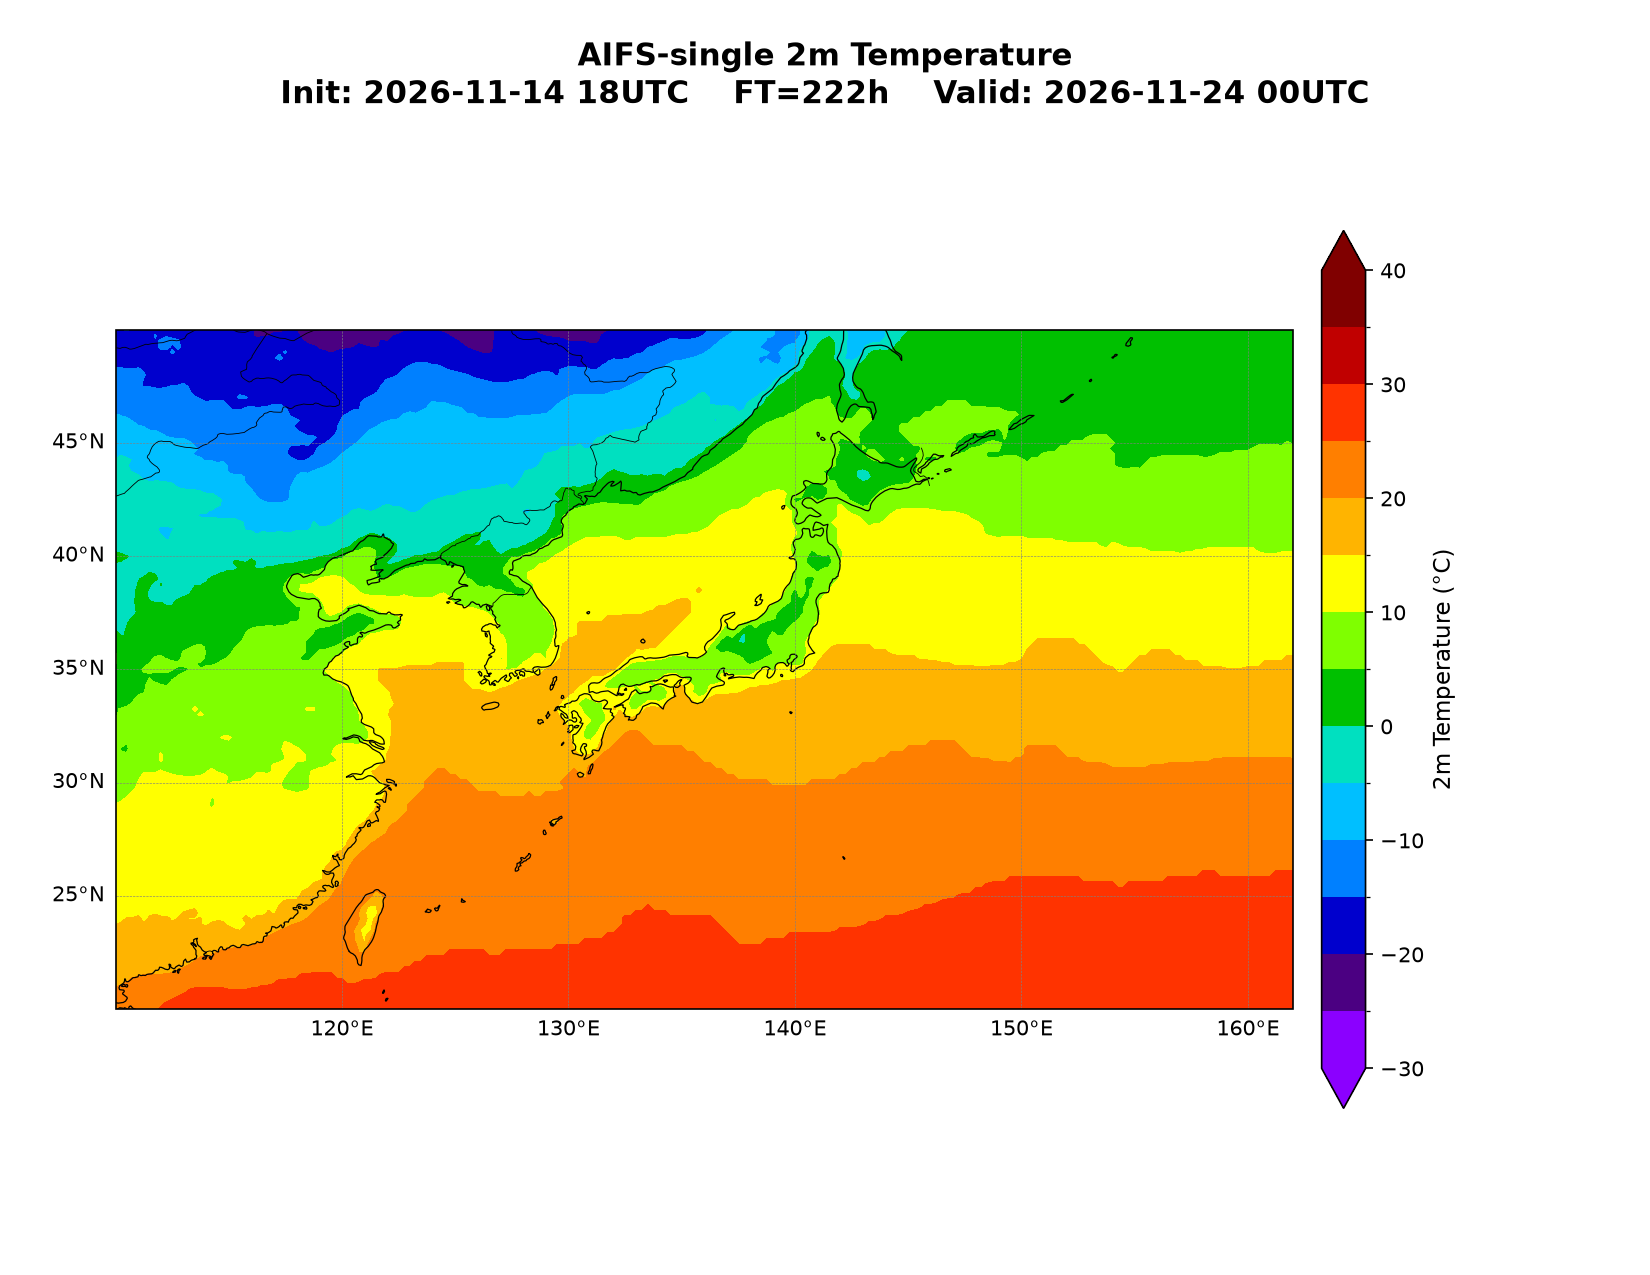 AIFS-single 2m Temperature
Init: 2026-11-14 18UTC    FT=222h    Valid: 2026-11-24 00UTC
45°N
40°N
35°N
30°N
25°N
120°E
130°E
140°E
150°E
160°E
40
30
20
10
0
−10
−20
−30
2m Temperature (°C)